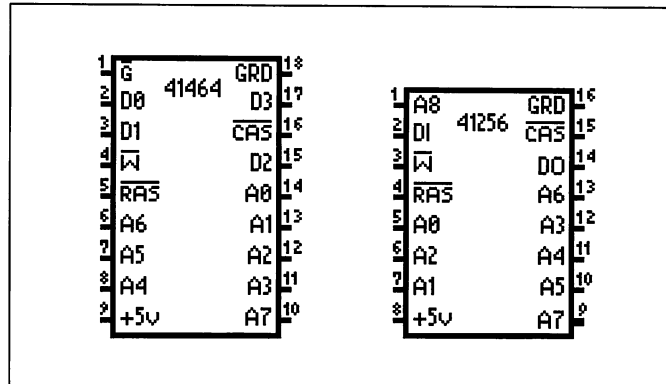 1 G GRD 18
41464
2 D0 D3 17
3 D1 CAS 16
4 W D2 15
5 RAS A0 14
6 A6 A1 13
7 A5 A2 12
8 A4 A3 11
9 +5v A7 10
1 A8 GRD 16
41256
2 DI CAS 15
3 W DO 14
4 RAS A6 13
5 A0 A3 12
6 A2 A4 11
7 A1 A5 10
8 +5v A7 9